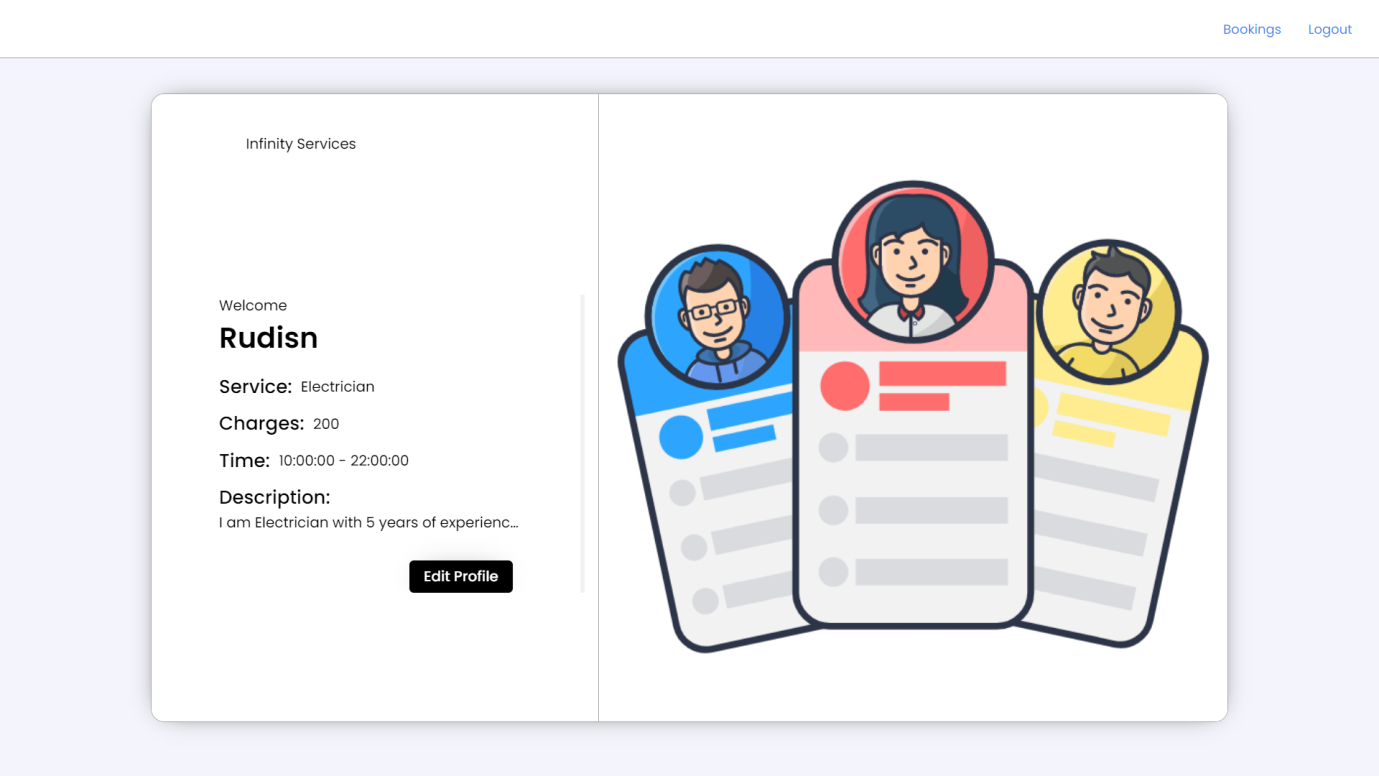 Bookings Logout
Infinity Services
Welcome
Rudisn
Service: Electrician
Charges: 200
Time: 10:00:00 - 22:00:00
Description:
I am Electrician with 5 years of experienc...
Edit Profile